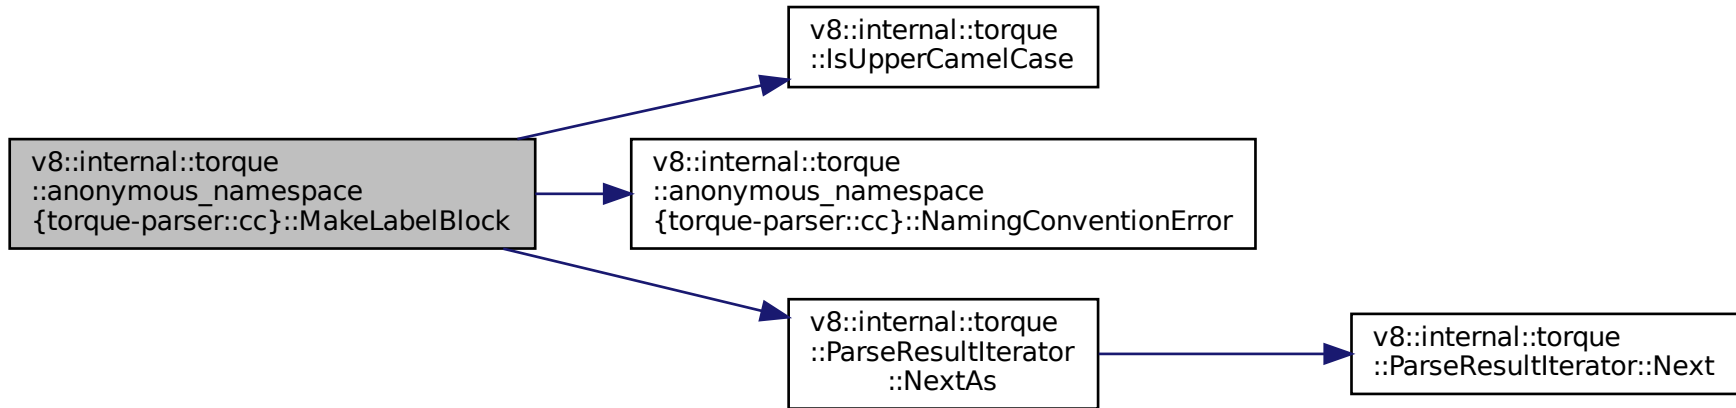 v8::internal::torque
::IsUpperCamelCase
v8::internal::torque
::anonymous_namespace
{torque-parser::cc}::MakeLabelBlock
v8::internal::torque
::anonymous_namespace
{torque-parser::cc}::NamingConventionError
v8::internal::torque
::ParseResultIterator
::NextAs
v8::internal::torque
::ParseResultIterator::Next